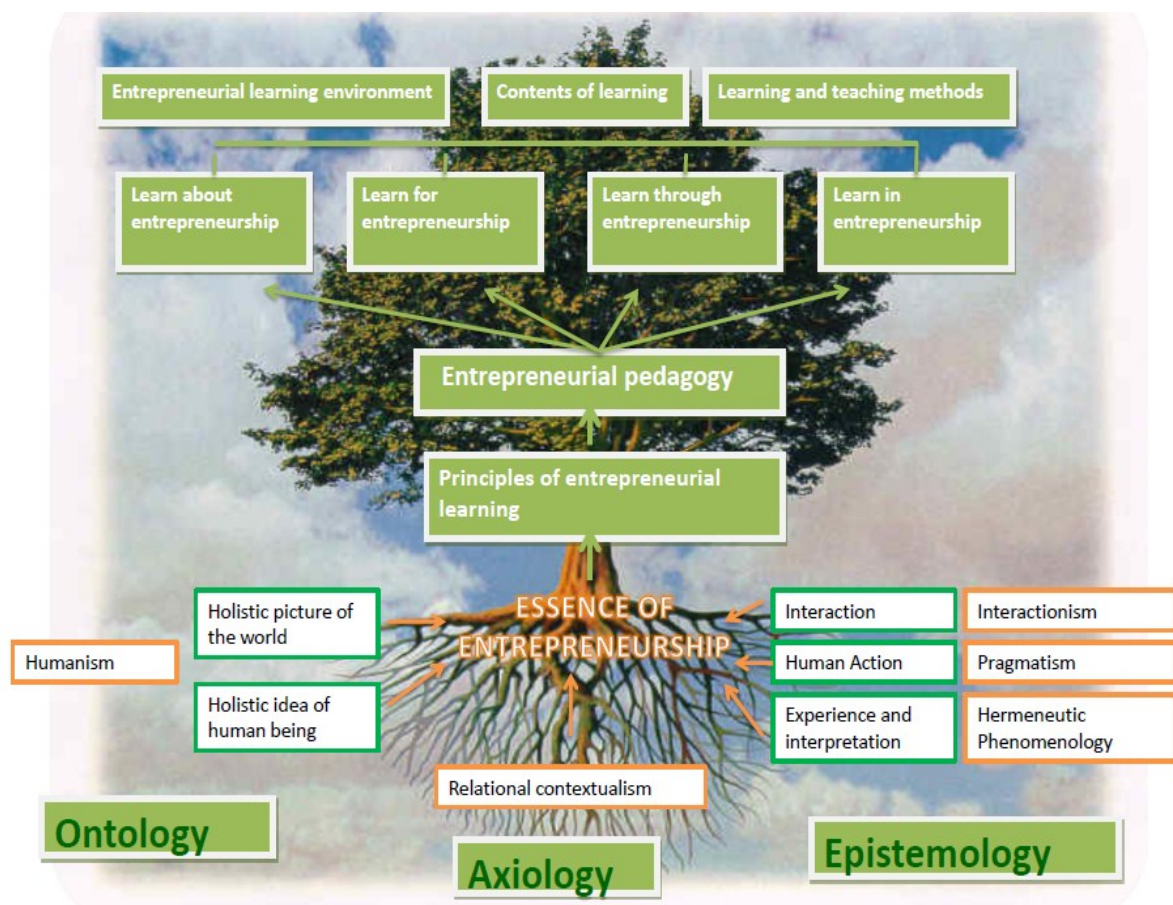 Entrepreneurial learning environment
Contents of learning
Learning and teaching methods
Learn about
entrepreneurship
Learn for
entrepreneurship
Learn through
entrepreneurship
Learn in
entrepreneurship
Entrepreneurial pedagogy
Principles of entrepreneurial
learning
ESSENCE OF
ENTREPRENEURSHIP
Holistic picture of
the world
Humanism
Holistic idea of
human being
Interaction
Interactionism
Human Action
Pragmatism
Experience and
interpretation
Hermeneutic
Phenomenology
Relational contextualism
Ontology
Axiology
Epistemology